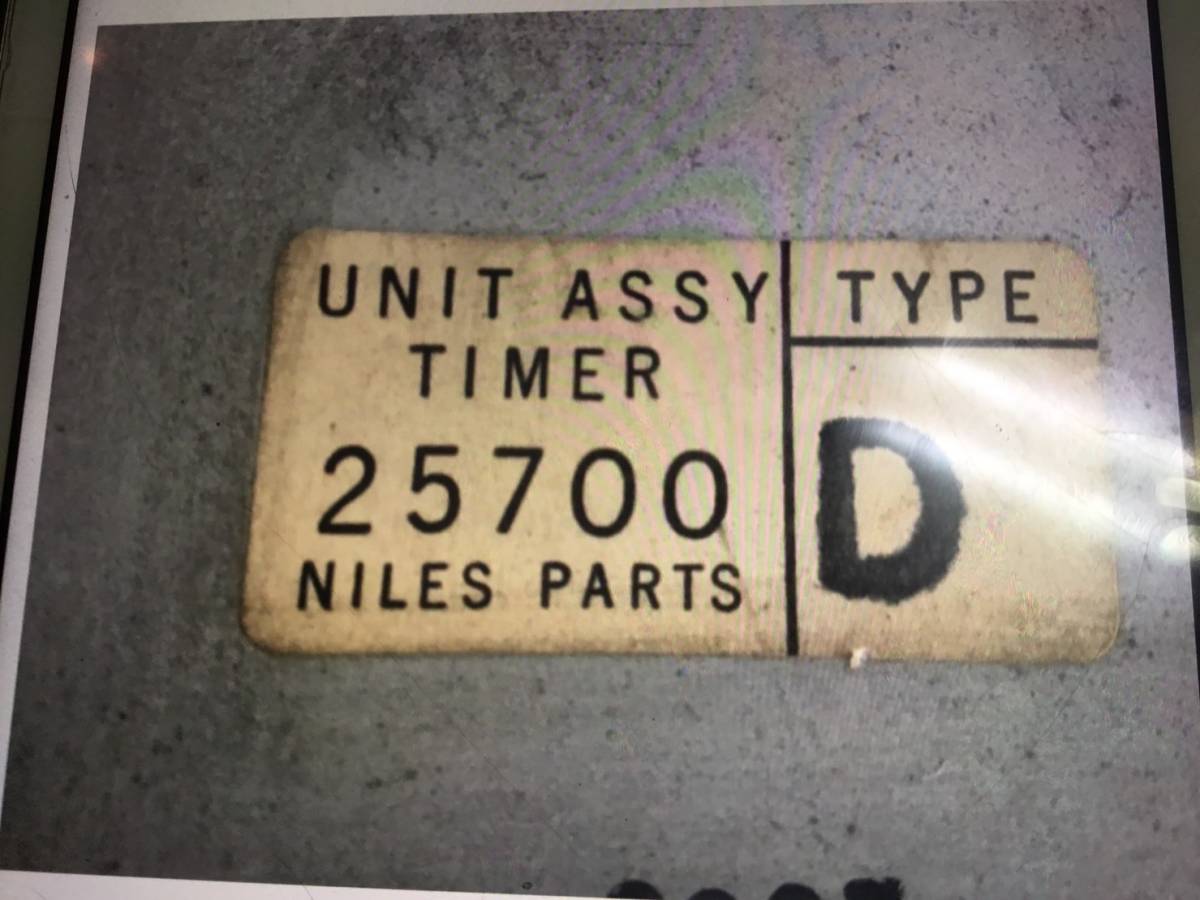 UNIT ASSY
TIMER
25700
NILES PARTS
TYPE
D